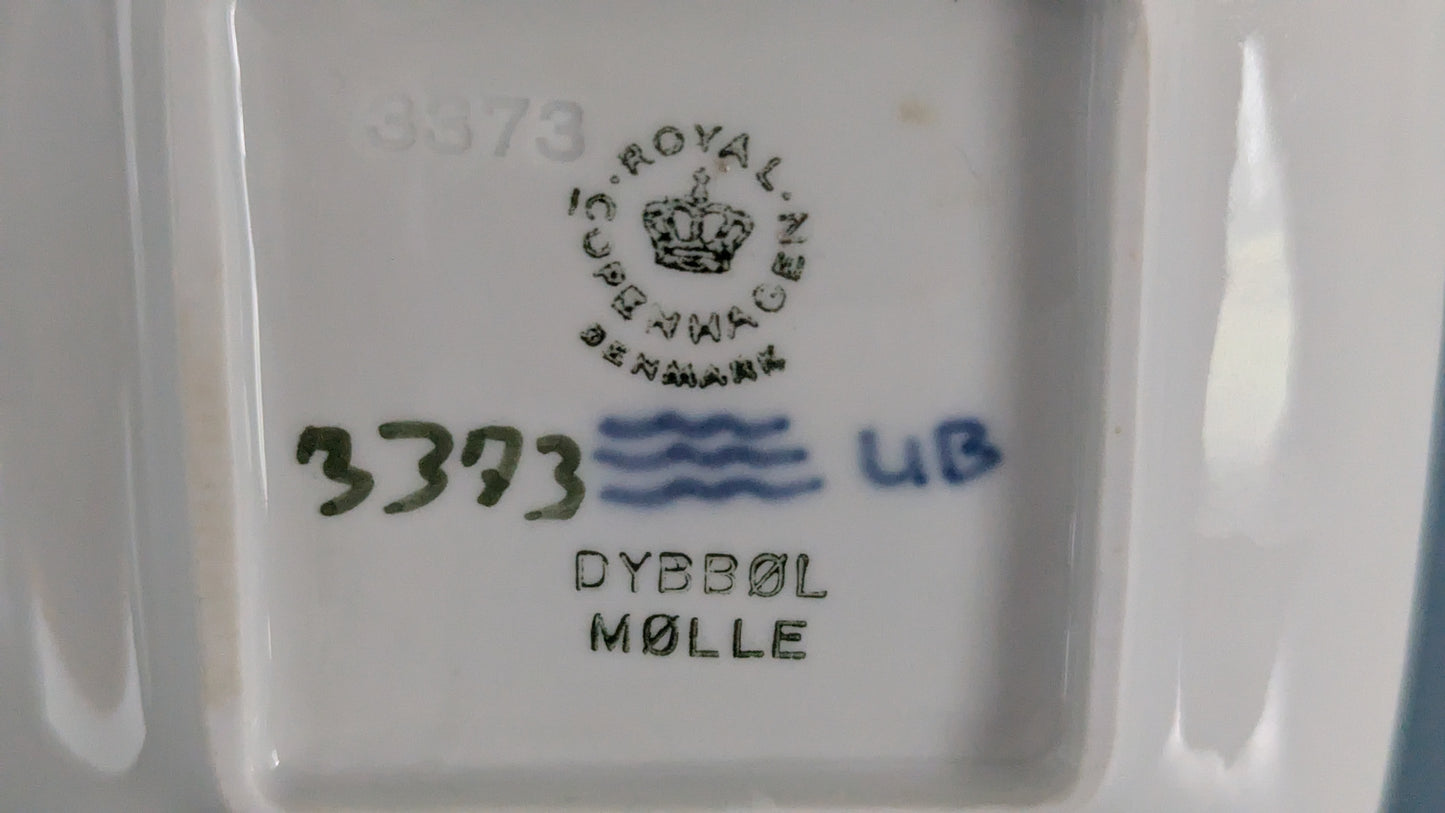 3373
ROYAL
COPENHAGEN
DENMARK
3373 UB
DYBBØL
MØLLE